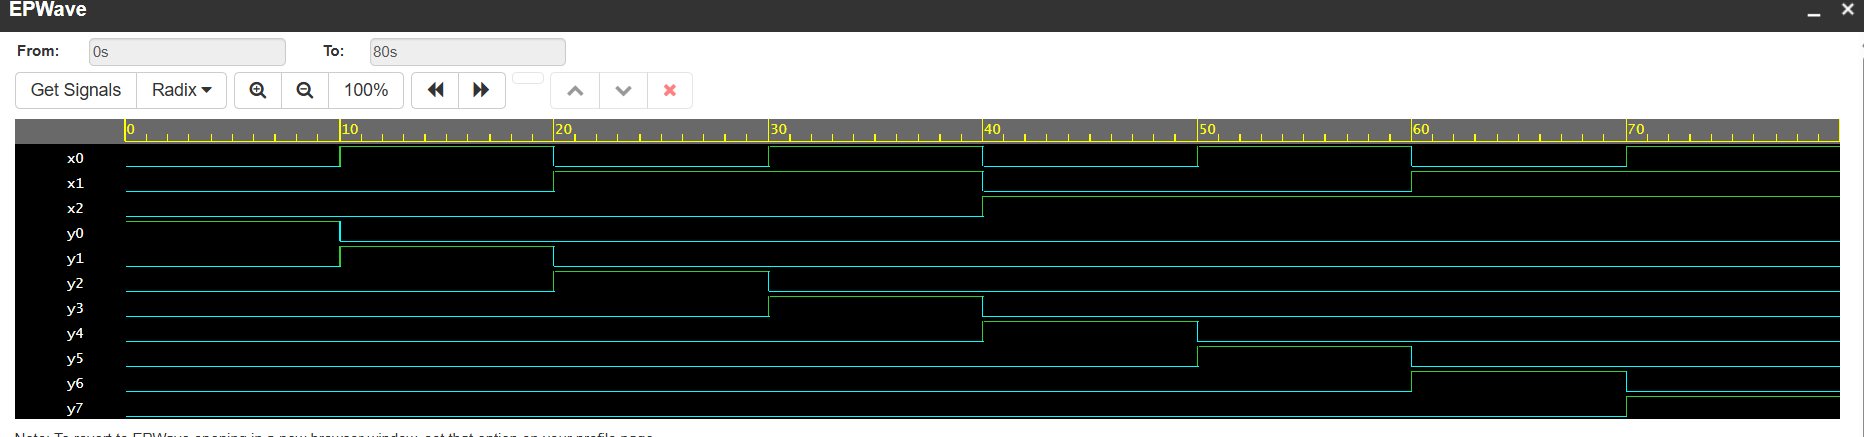 EPWave
From: 0s To: 80s
Get Signals Radix 100%
0 10 20 30 40 50 60 70
x0
x1
x2
y0
y1
y2
y3
y4
y5
y6
y7
Note: To revert to EPWave opening in a new browser window, set that option on your profile page.